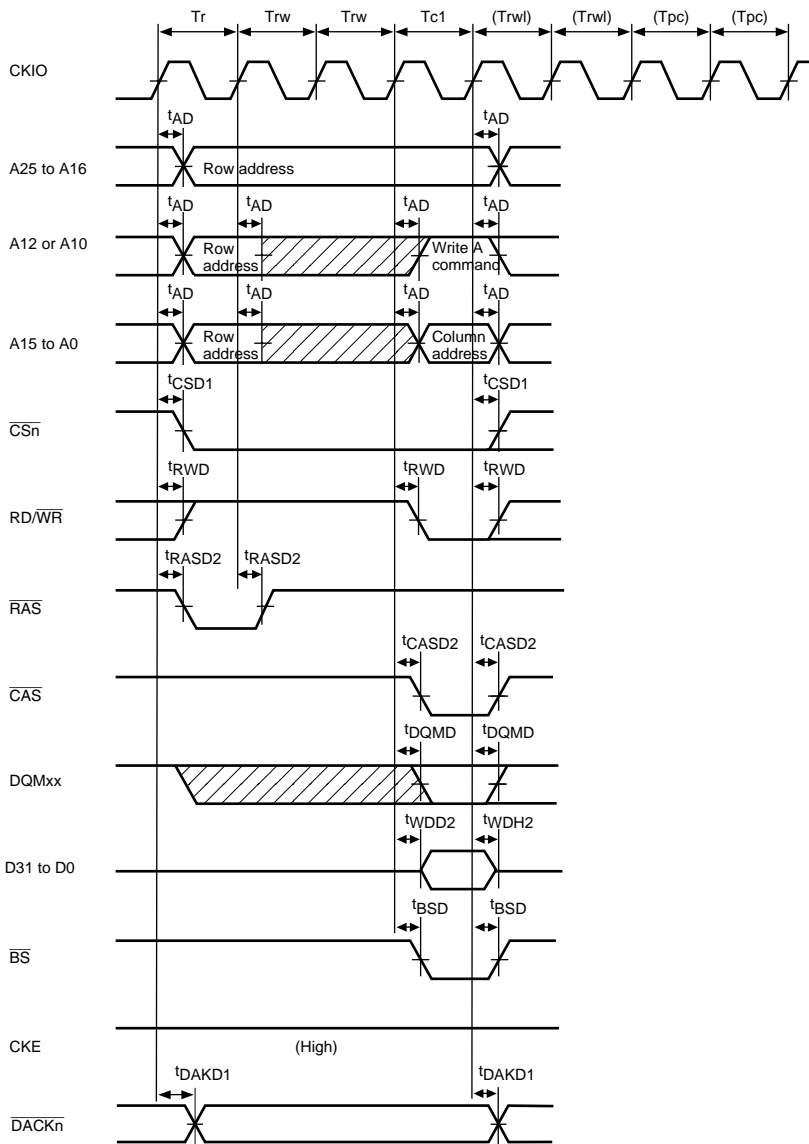 Tr Trw Trw Tc1 (Trwl) (Trwl) (Tpc) (Tpc)
CKIO
tAD tAD
A25 to A16 Row address
tAD tAD tAD tAD
A12 or A10 Row address Write A command
tAD tAD tAD tAD
A15 to A0 Row address Column address
tCSD1 tCSD1
CSn
tRWD tRWD tRWD
RD/WR
tRASD2 tRASD2
RAS
tCASD2 tCASD2
CAS
tDQMD tDQMD
DQMxx
tWDD2 tWDH2
D31 to D0
tBSD tBSD
BS
CKE (High)
tDAKD1 tDAKD1
DACKn